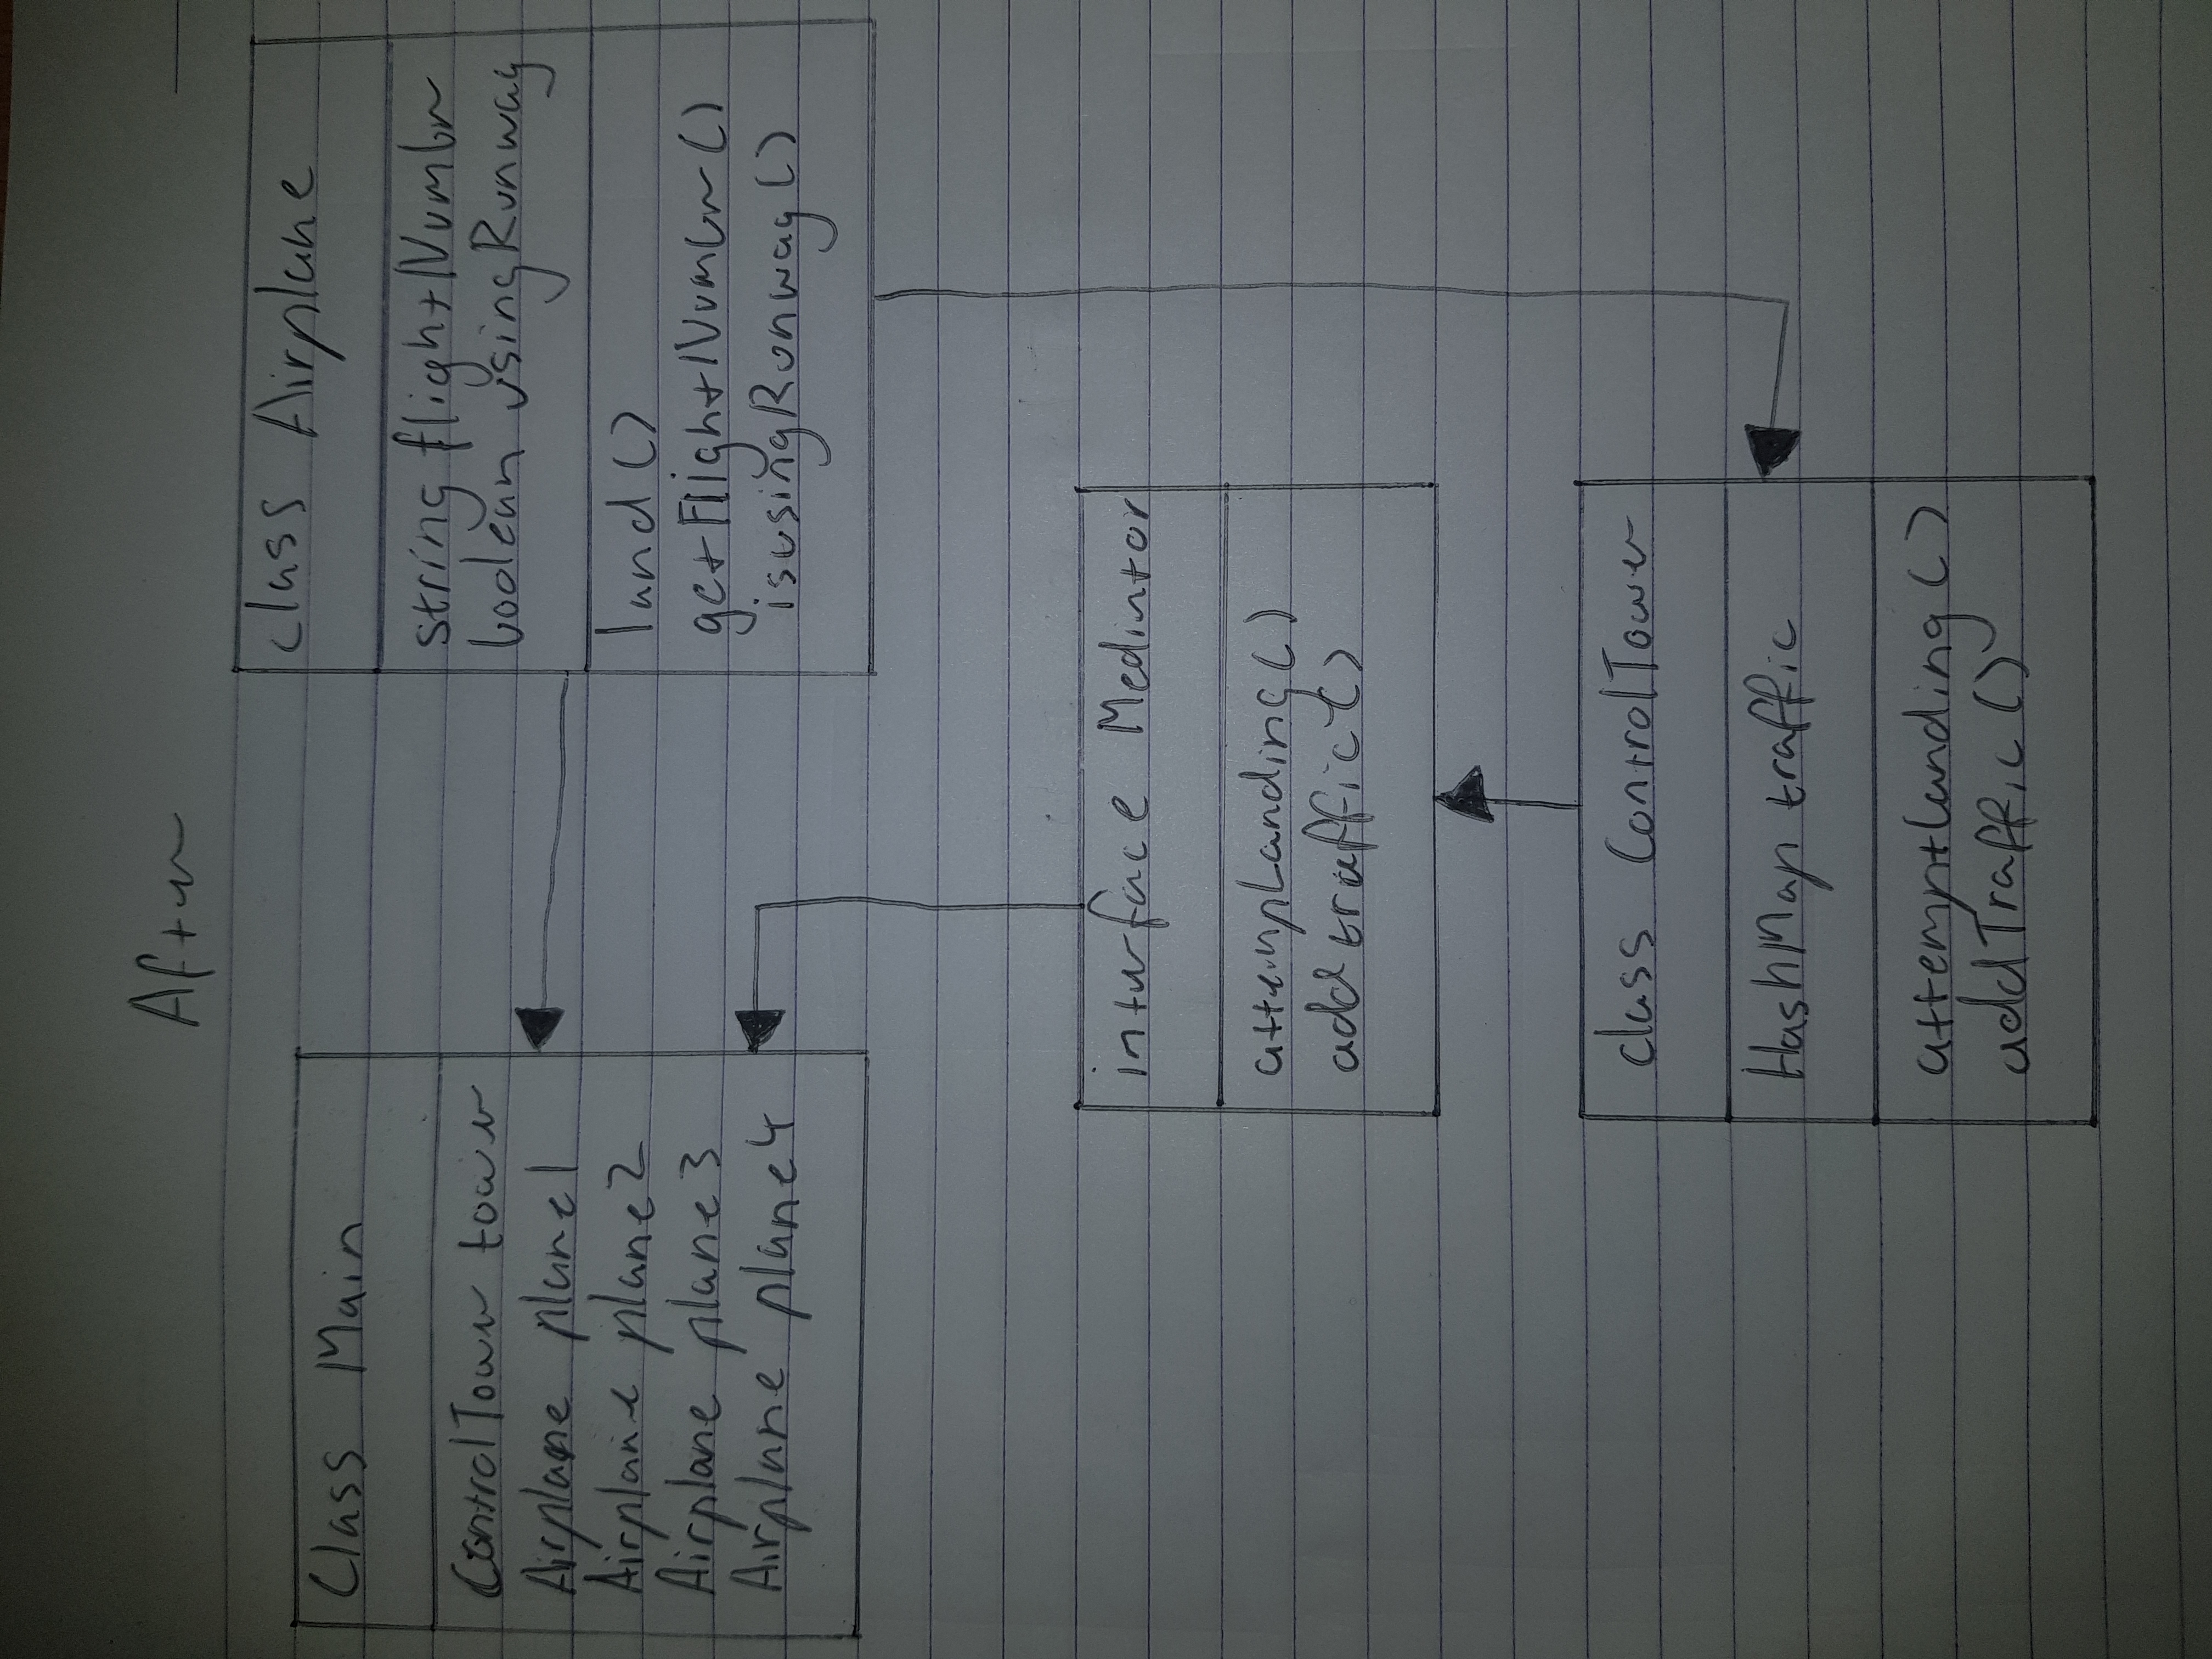 After
Class Main
ControlTower tower
Airplane plane1
Airplane plane2
Airplane plane3
Airplane plane4
class Airplane
string flightNumber
boolean usingRunway
land()
getFlightNumber()
isusingRunway()
interface Mediator
attempLanding()
addtraffic()
class ControlTower
HashMap traffic
attemptlanding()
addTraffic()